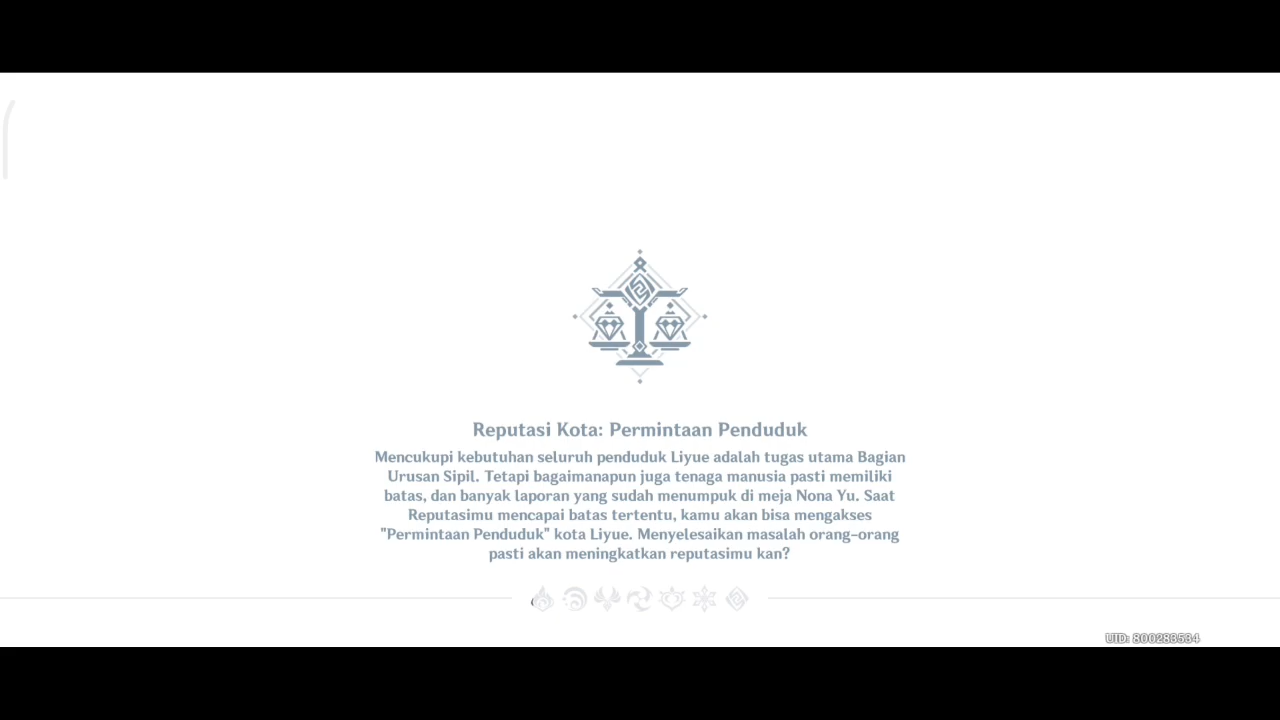 Reputasi Kota: Permintaan Penduduk
Mencukupi kebutuhan seluruh penduduk Liyue adalah tugas utama Bagian
Urusan Sipil. Tetapi bagaimanapun juga tenaga manusia pasti memiliki
batas, dan banyak laporan yang sudah menumpuk di meja Nona Yu. Saat
Reputasimu mencapai batas tertentu, kamu akan bisa mengakses
"Permintaan Penduduk" kota Liyue. Menyelesaikan masalah orang-orang
pasti akan meningkatkan reputasimu kan?
UID: 800283534